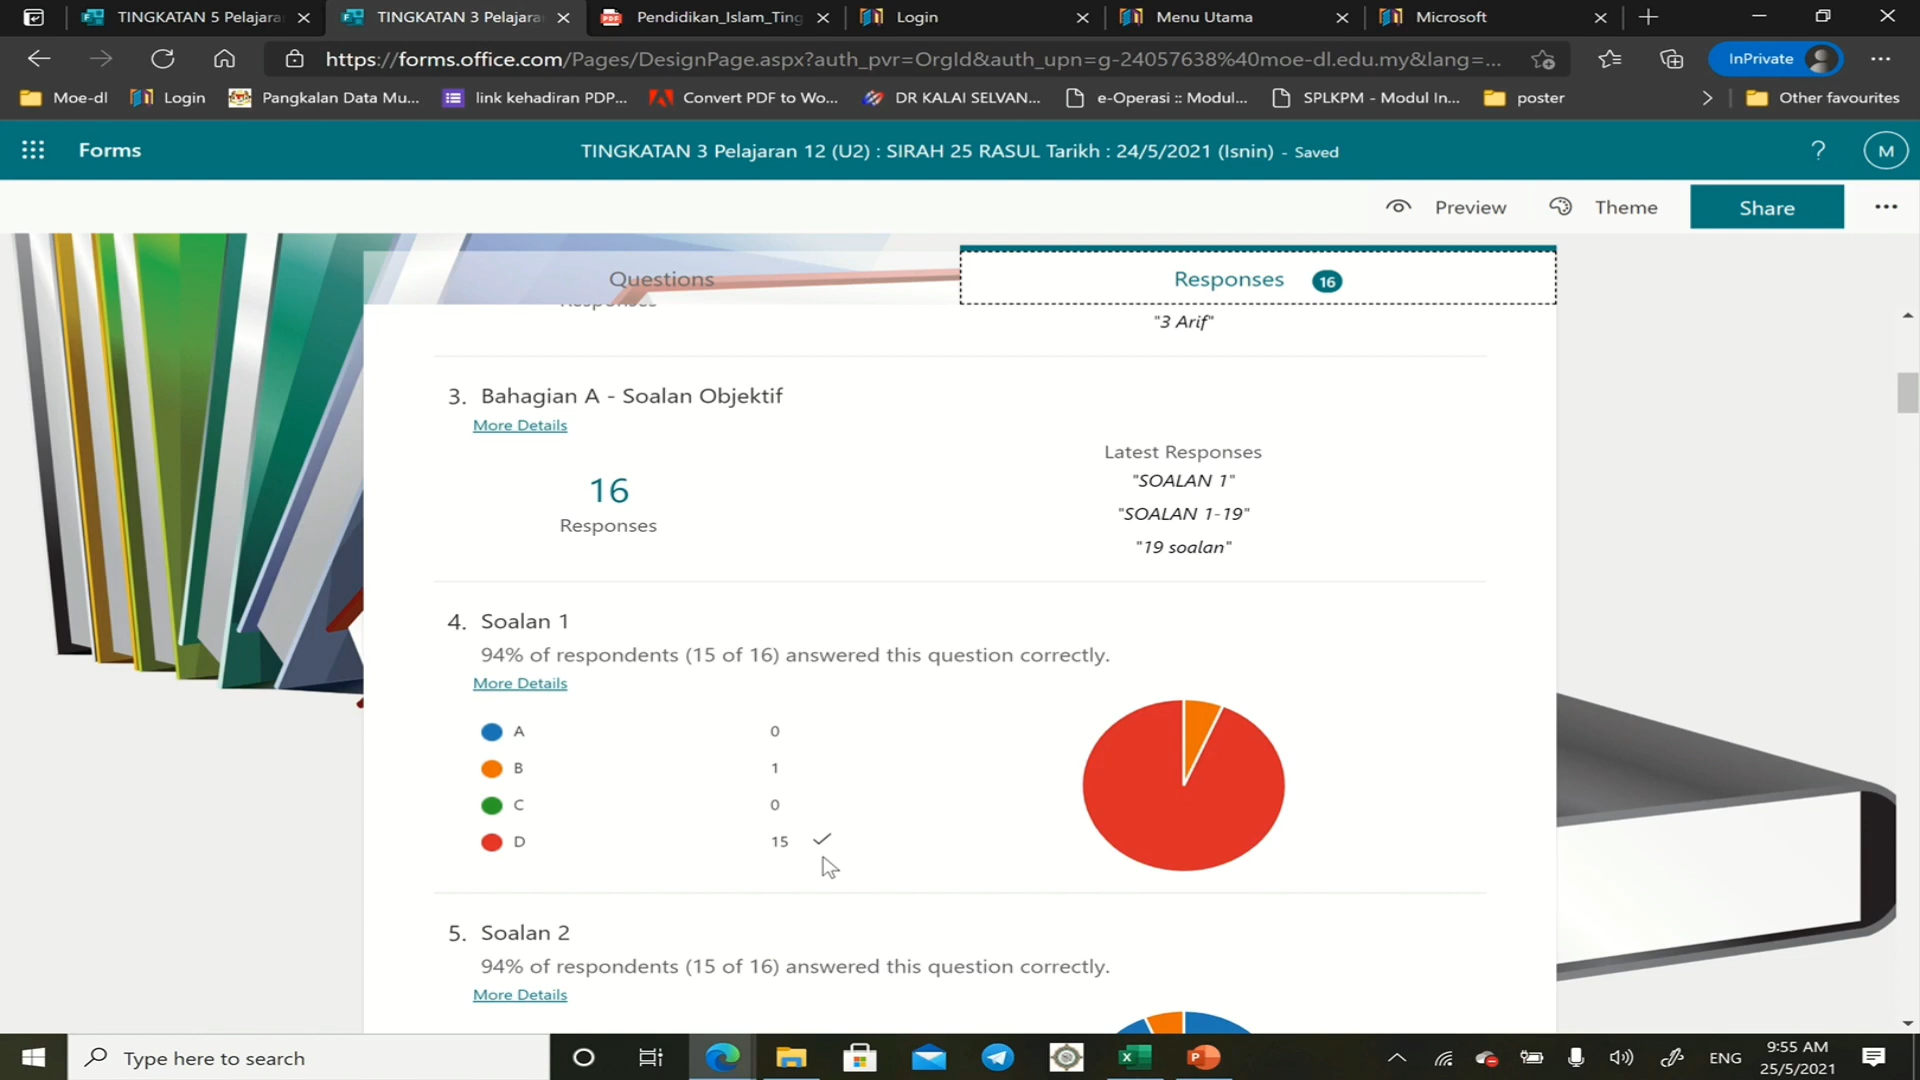 TINGKATAN 5 Pelajara
TINGKATAN 3 Pelajara
Pendidikan_Islam_Ting
Login
Menu Utama
Microsoft
https://forms.office.com/Pages/DesignPage.aspx?auth_pvr=OrgId&auth_upn=g-24057638%40moe-dl.edu.my&lang=...
InPrivate
Moe-dl
Login
Pangkalan Data Mu...
link kehadiran PDP...
Convert PDF to Wo...
DR KALAI SELVAN...
e-Operasi :: Modul...
SPLKPM - Modul In...
poster
Other favourites
Forms
TINGKATAN 3 Pelajaran 12 (U2) : SIRAH 25 RASUL Tarikh : 24/5/2021 (Isnin) - Saved
?
M
Preview
Theme
Share
Questions
Responses 16
Responses
"3 Arif"
3. Bahagian A - Soalan Objektif
More Details
16
Responses
Latest Responses
"SOALAN 1"
"SOALAN 1-19"
"19 soalan"
4. Soalan 1
94% of respondents (15 of 16) answered this question correctly.
More Details
A 0
B 1
C 0
D 15
5. Soalan 2
94% of respondents (15 of 16) answered this question correctly.
More Details
Type here to search
ENG
9:55 AM
25/5/2021